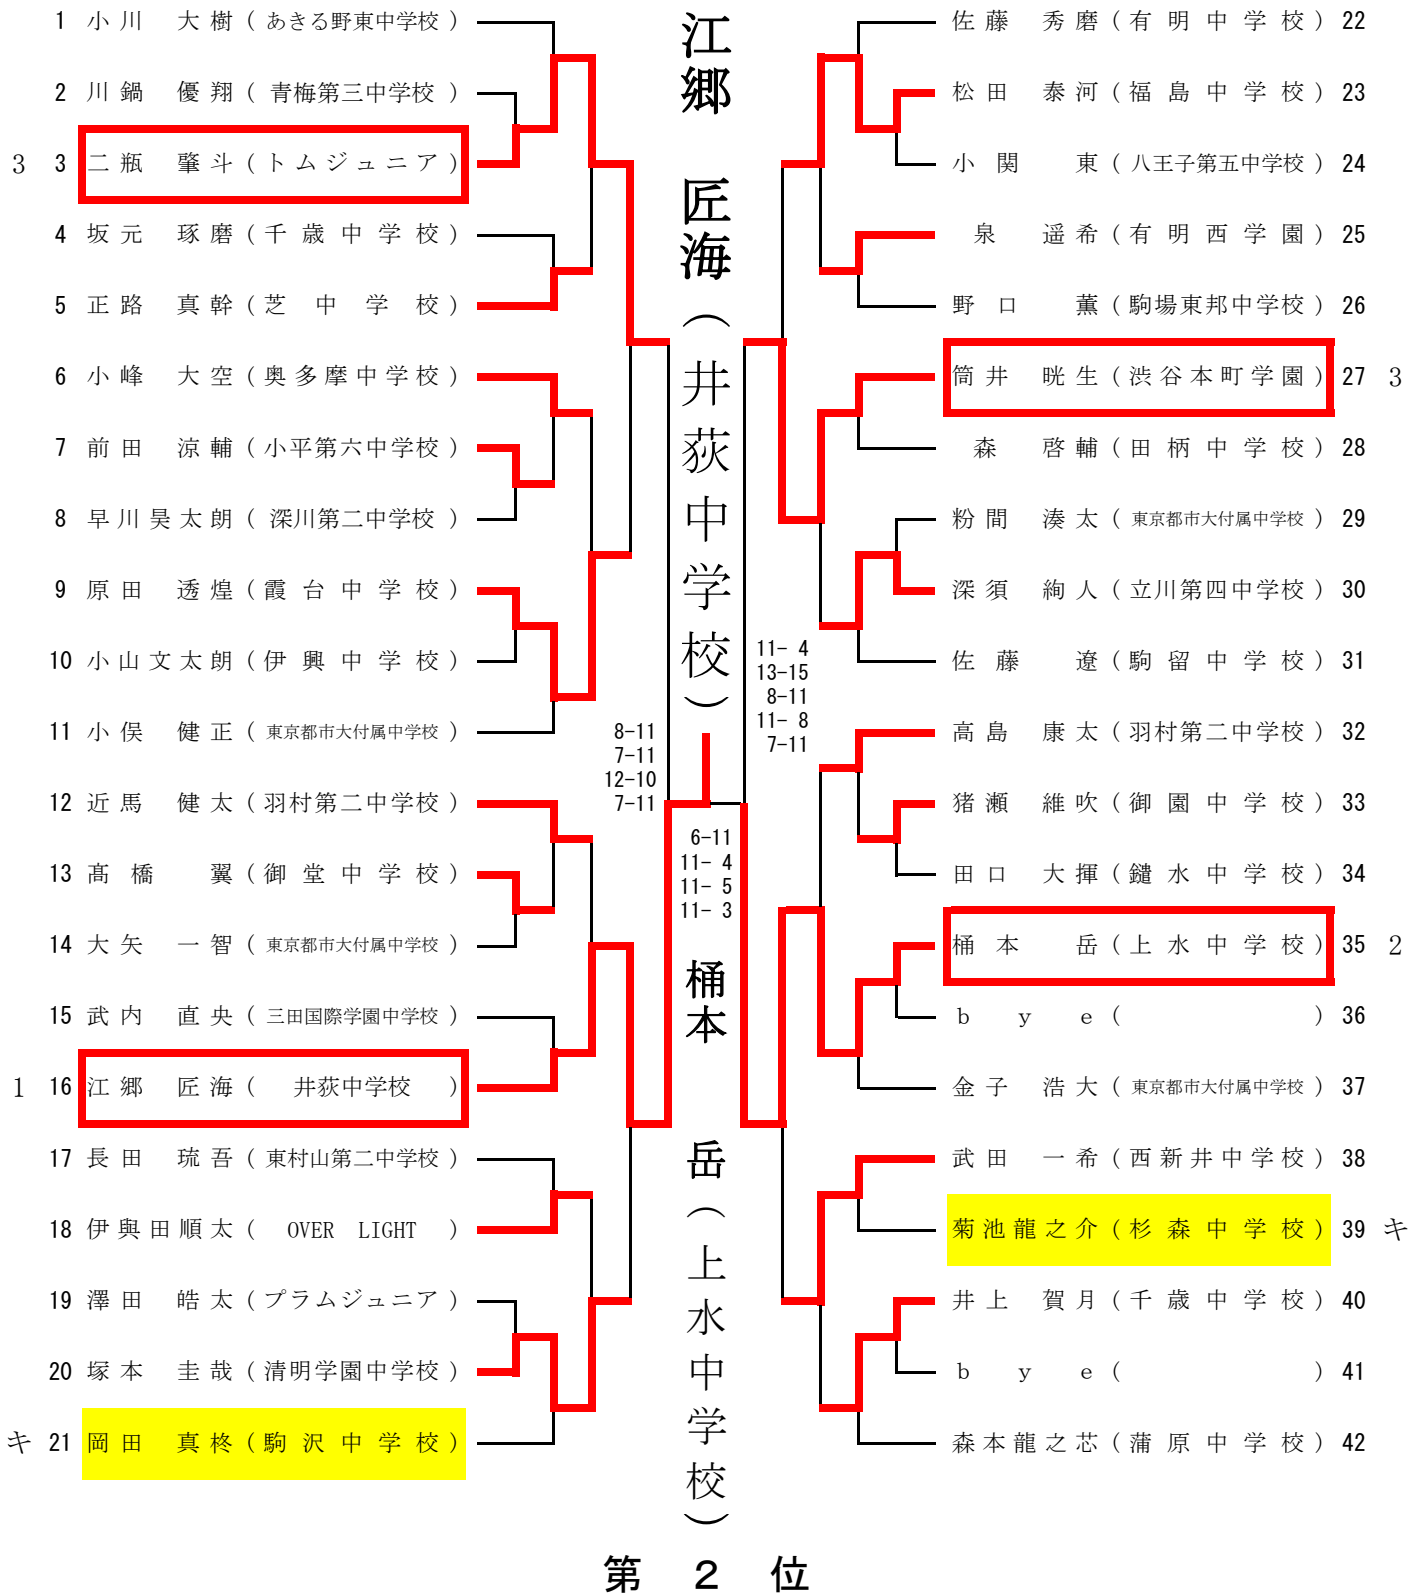 1 小川 大樹 (あきる野東中学校)
2 川鍋 優翔 (青梅第三中学校)
3 3 二瓶 肇斗 (トムジュニア)
4 坂元 琢磨 (千歳中学校)
5 正路 真幹 (芝中学校)
6 小峰 大空 (奥多摩中学校)
7 前田 涼輔 (小平第六中学校)
8 早川昊太朗 (深川第二中学校)
9 原田 透煌 (霞台中学校)
10 小山文太朗 (伊興中学校)
11 小俣 健正 (東京都市大付属中学校)
12 近馬 健太 (羽村第二中学校)
13 髙橋 翼 (御堂中学校)
14 大矢 一智 (東京都市大付属中学校)
15 武内 直央 (三田国際学園中学校)
1 16 江郷 匠海 (井荻中学校)
17 長田 琉吾 (東村山第二中学校)
18 伊與田順太 (OVER LIGHT)
19 澤田 皓太 (プラムジュニア)
20 塚本 圭哉 (清明学園中学校)
キ 21 岡田 真柊 (駒沢中学校)
江郷 匠海 (井荻中学校)
8-11
7-11
12-10
7-11
11- 4
13-15
8-11
11- 8
7-11
6-11
11- 4
11- 5
11- 3
桶本 岳 (上水中学校)
第2位
佐藤 秀磨 (有明中学校) 22
松田 泰河 (福島中学校) 23
小関 東 (八王子第五中学校) 24
泉 遥希 (有明西学園) 25
野口 薫 (駒場東邦中学校) 26
筒井 晄生 (渋谷本町学園) 27 3
森 啓輔 (田柄中学校) 28
粉間 湊太 (東京都市大付属中学校) 29
深須 絢人 (立川第四中学校) 30
佐藤 遼 (駒留中学校) 31
高島 康太 (羽村第二中学校) 32
猪瀬 維吹 (御園中学校) 33
田口 大揮 (鑓水中学校) 34
桶本 岳 (上水中学校) 35 2
bye ( ) 36
金子 浩大 (東京都市大付属中学校) 37
武田 一希 (西新井中学校) 38
菊池龍之介 (杉森中学校) 39 キ
井上 賀月 (千歳中学校) 40
bye ( ) 41
森本龍之芯 (蒲原中学校) 42